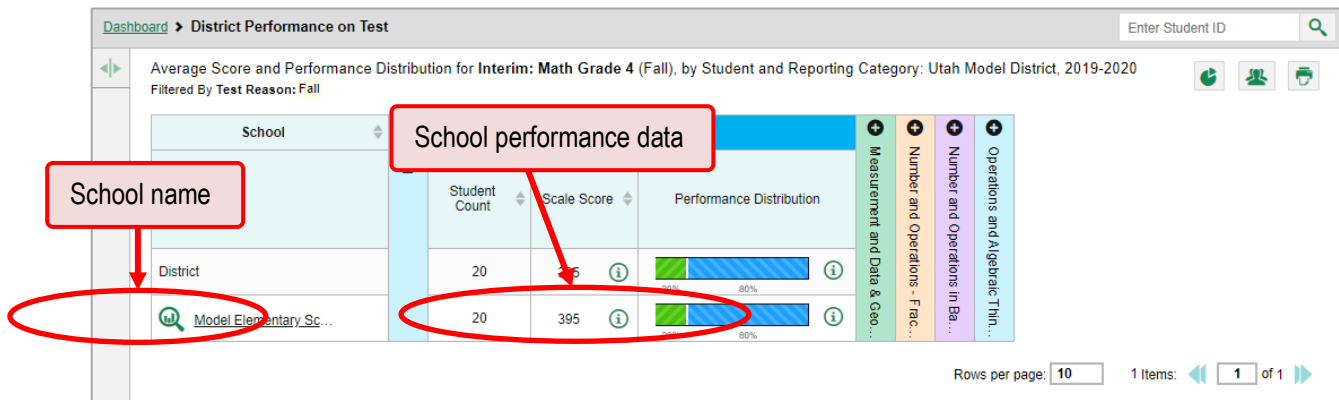 Dashboard > District Performance on Test
Enter Student ID
Average Score and Performance Distribution for Interim: Math Grade 4 (Fall), by Student and Reporting Category: Utah Model District, 2019-2020
Filtered By Test Reason: Fall
School
School performance data
School name
Student Count
Scale Score
Performance Distribution
Measurement and Data & Geo...
Number and Operations - Frac...
Number and Operations in Ba...
Operations and Algebraic Thin...
District
20
80%
Model Elementary Sc...
20
395
80%
Rows per page: 10
1 Items:
1 of 1